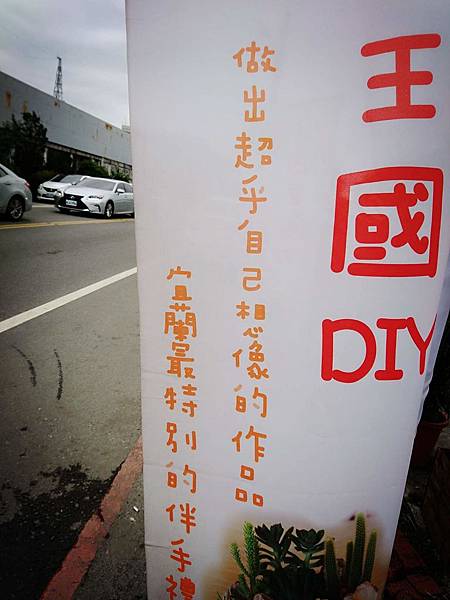 王國
DIY
做出超乎自己想像的作品
宜蘭最特別的伴手禮